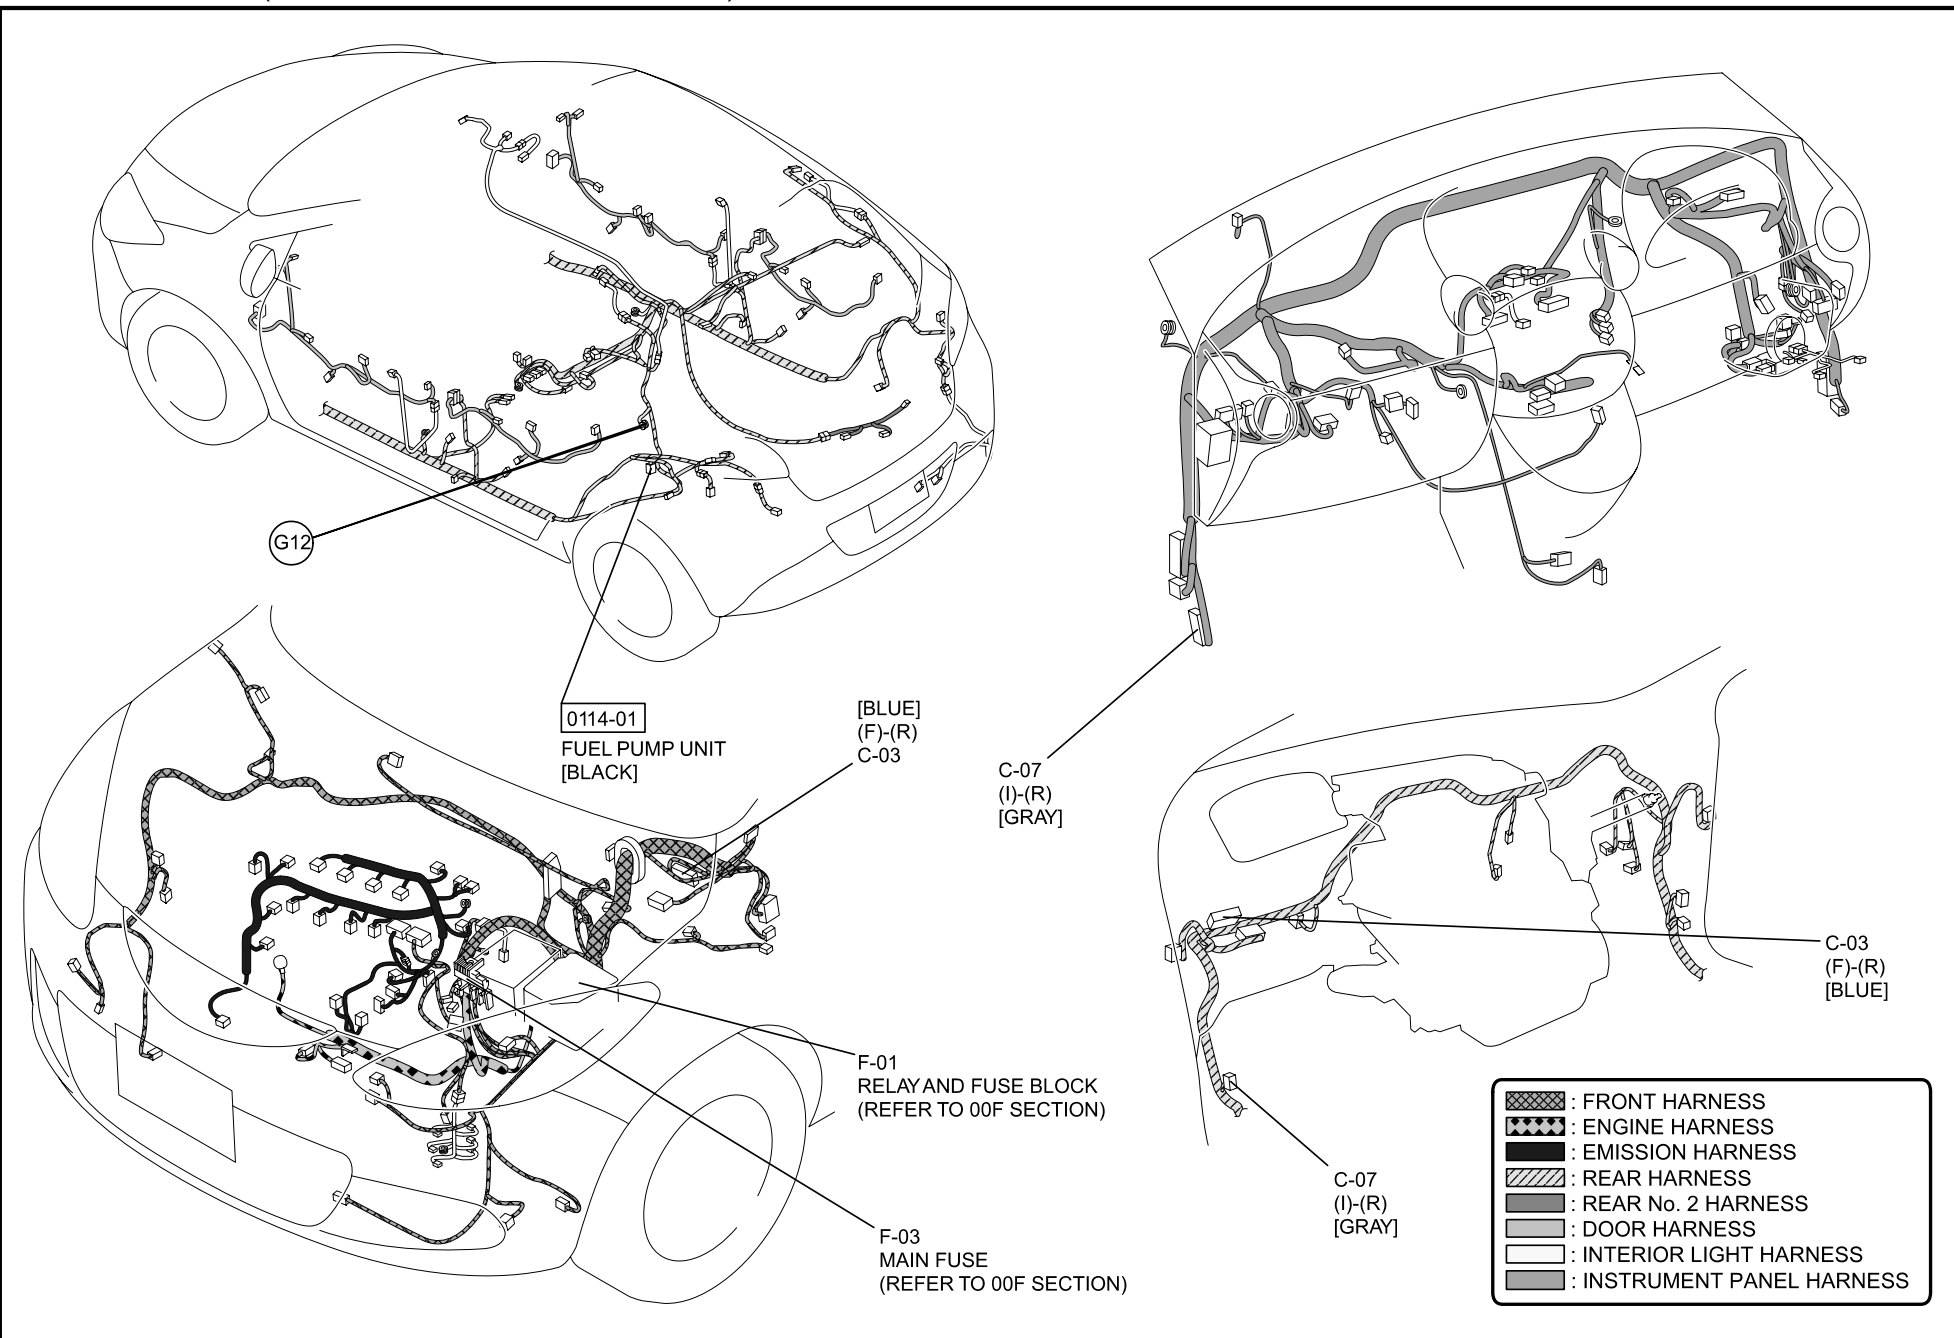 G12
0114-01
FUEL PUMP UNIT
[BLACK]
[BLUE]
(F)-(R)
C-03
C-07
(I)-(R)
[GRAY]
C-03
(F)-(R)
[BLUE]
F-01
RELAY AND FUSE BLOCK
(REFER TO 00F SECTION)
C-07
(I)-(R)
[GRAY]
F-03
MAIN FUSE
(REFER TO 00F SECTION)
: FRONT HARNESS
: ENGINE HARNESS
: EMISSION HARNESS
: REAR HARNESS
: REAR No. 2 HARNESS
: DOOR HARNESS
: INTERIOR LIGHT HARNESS
: INSTRUMENT PANEL HARNESS